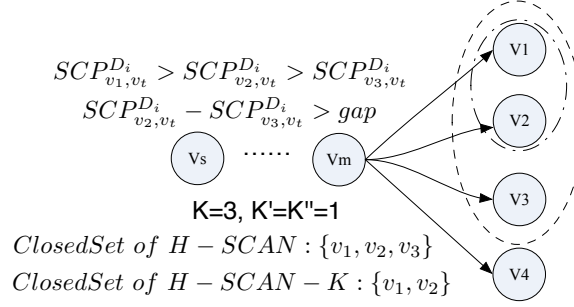 V1
SCP^{D_i}_{v_1,v_t} > SCP^{D_i}_{v_2,v_t} > SCP^{D_i}_{v_3,v_t}
SCP^{D_i}_{v_2,v_t} − SCP^{D_i}_{v_3,v_t} > gap
V2
Vs ...... Vm
V3
K=3, K'=K"=1
ClosedSet of H − SCAN : {v_1, v_2, v_3}
ClosedSet of H − SCAN − K : {v_1, v_2}
V4